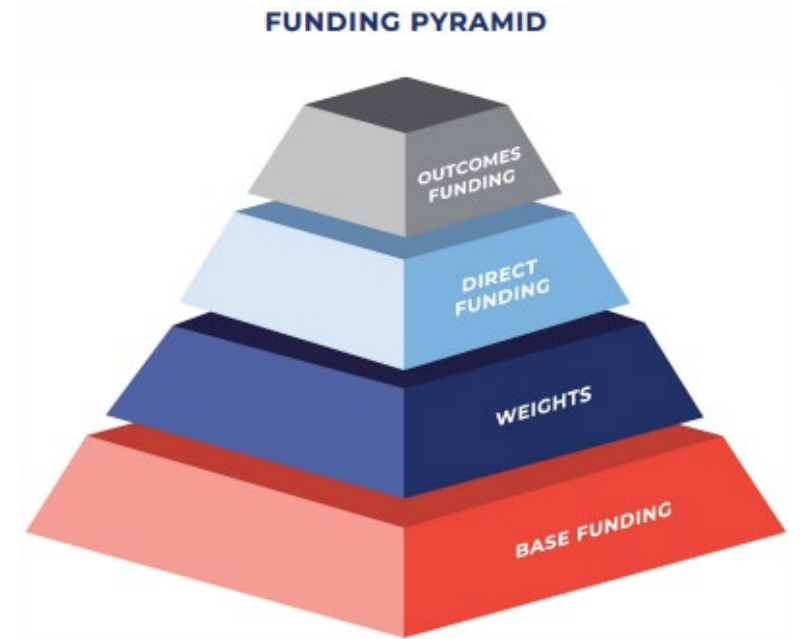 FUNDING PYRAMID
OUTCOMES
FUNDING
DIRECT
FUNDING
WEIGHTS
BASE FUNDING